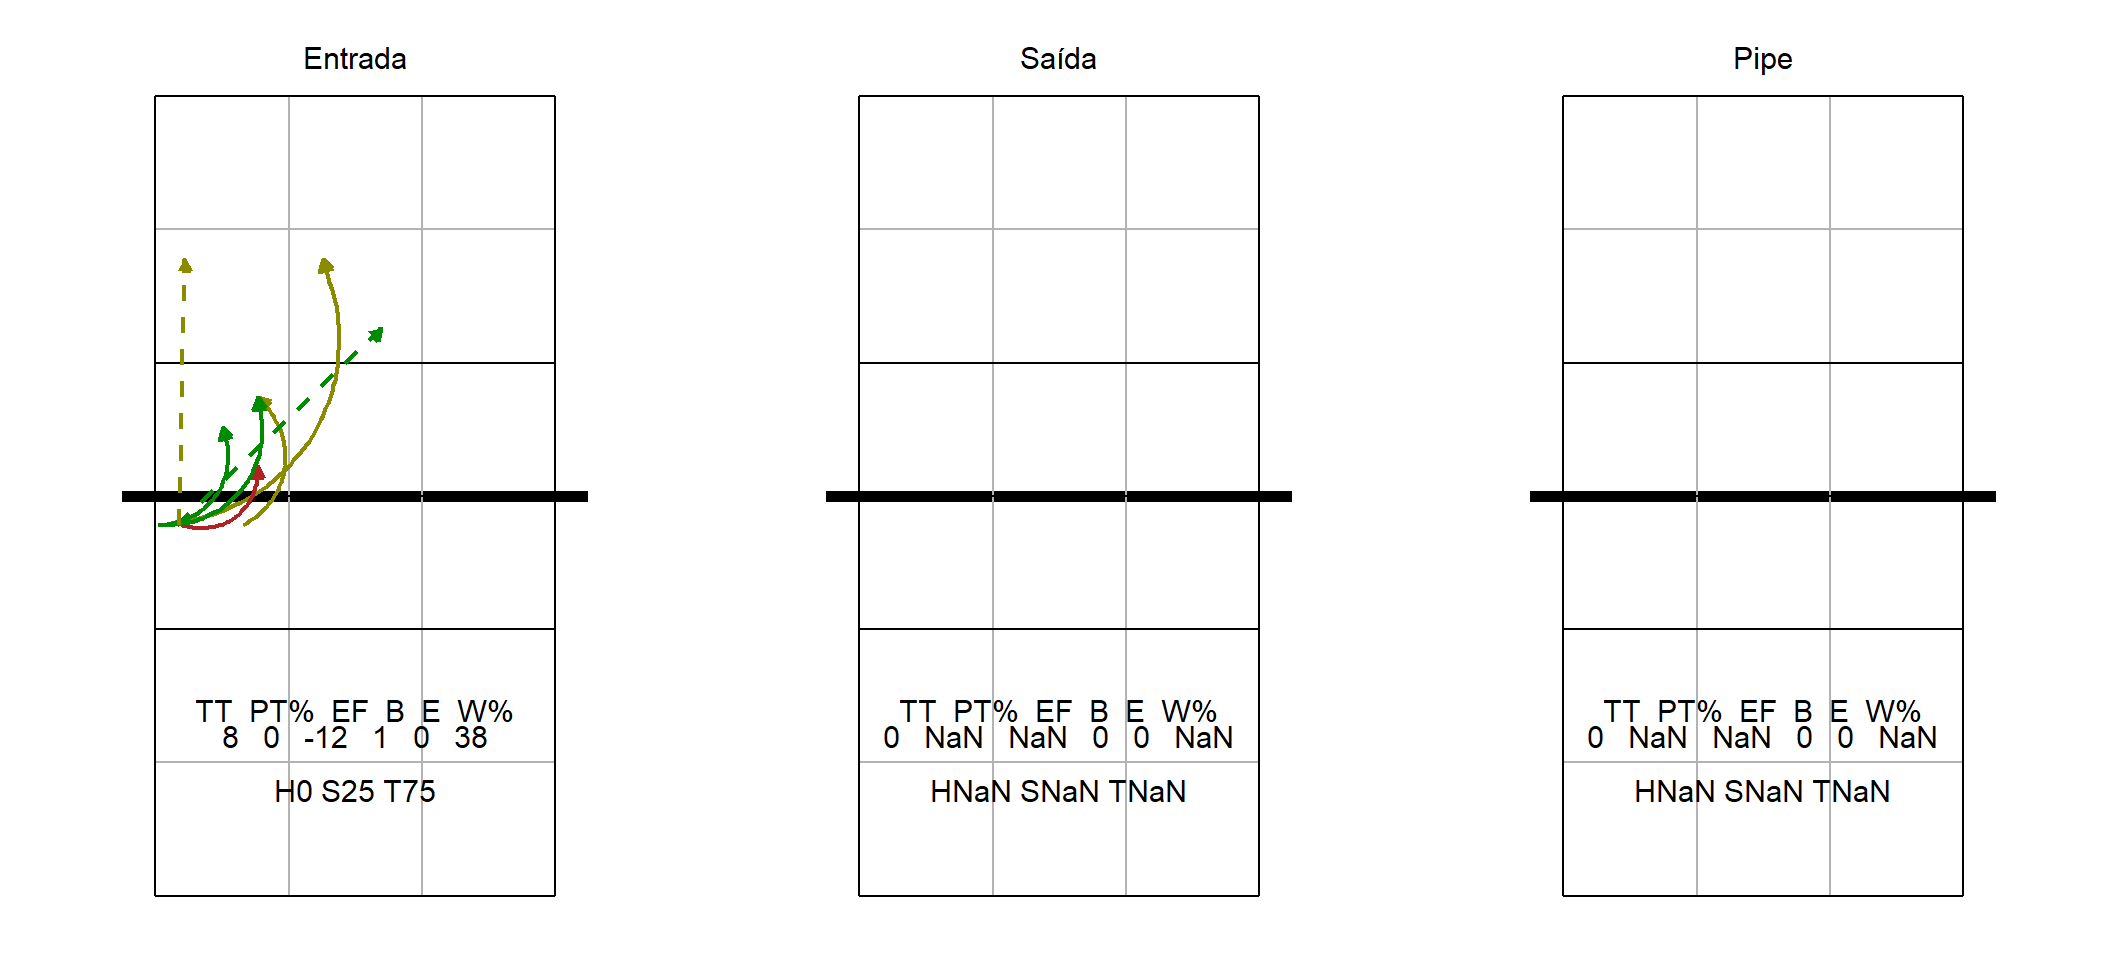 Entrada
TT PT% EF B E W%
8 0 -12 1 0 38
H0 S25 T75
Saída
TT PT% EF B E W%
0 NaN NaN 0 0 NaN
HNaN SNaN TNaN
Pipe
TT PT% EF B E W%
0 NaN NaN 0 0 NaN
HNaN SNaN TNaN